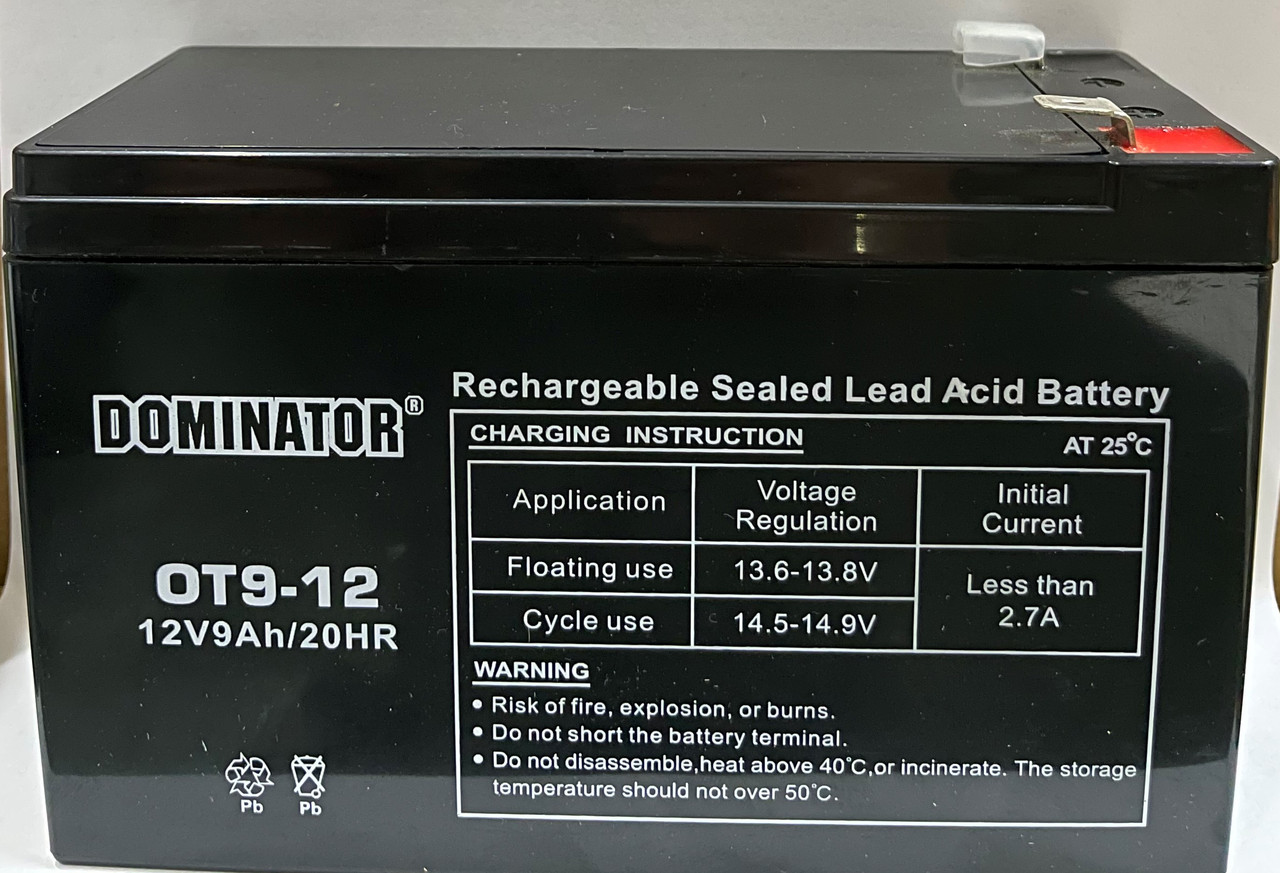 DOMINATOR®
OT9-12
12V9Ah/20HR
Pb
Pb
Rechargeable Sealed Lead Acid Battery
CHARGING INSTRUCTION
AT 25°C
Application
Voltage
Regulation
Initial
Current
Floating use
13.6-13.8V
Less than
2.7A
Cycle use
14.5-14.9V
WARNING
• Risk of fire, explosion, or burns.
• Do not short the battery terminal.
• Do not disassemble,heat above 40°C,or incinerate. The storage
temperature should not over 50°C.